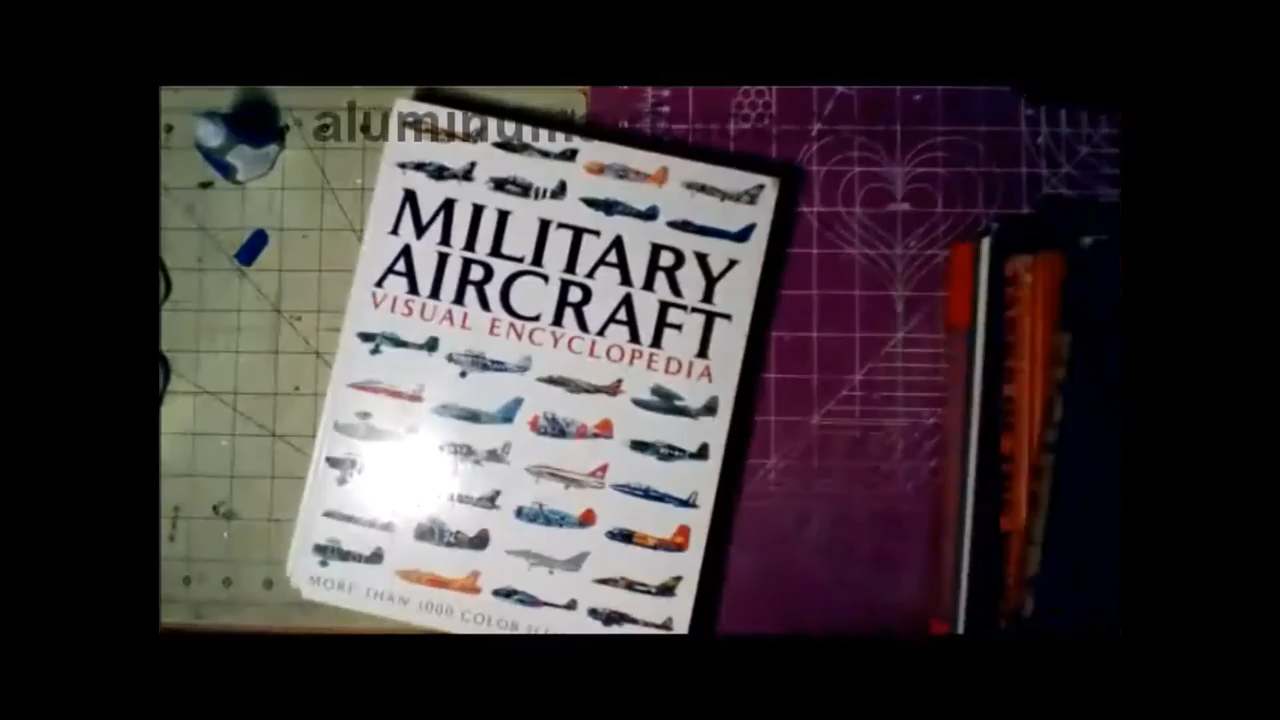 aluminum
MILITARY
AIRCRAFT
VISUAL ENCYCLOPEDIA
MORE THAN 1000 COLOR